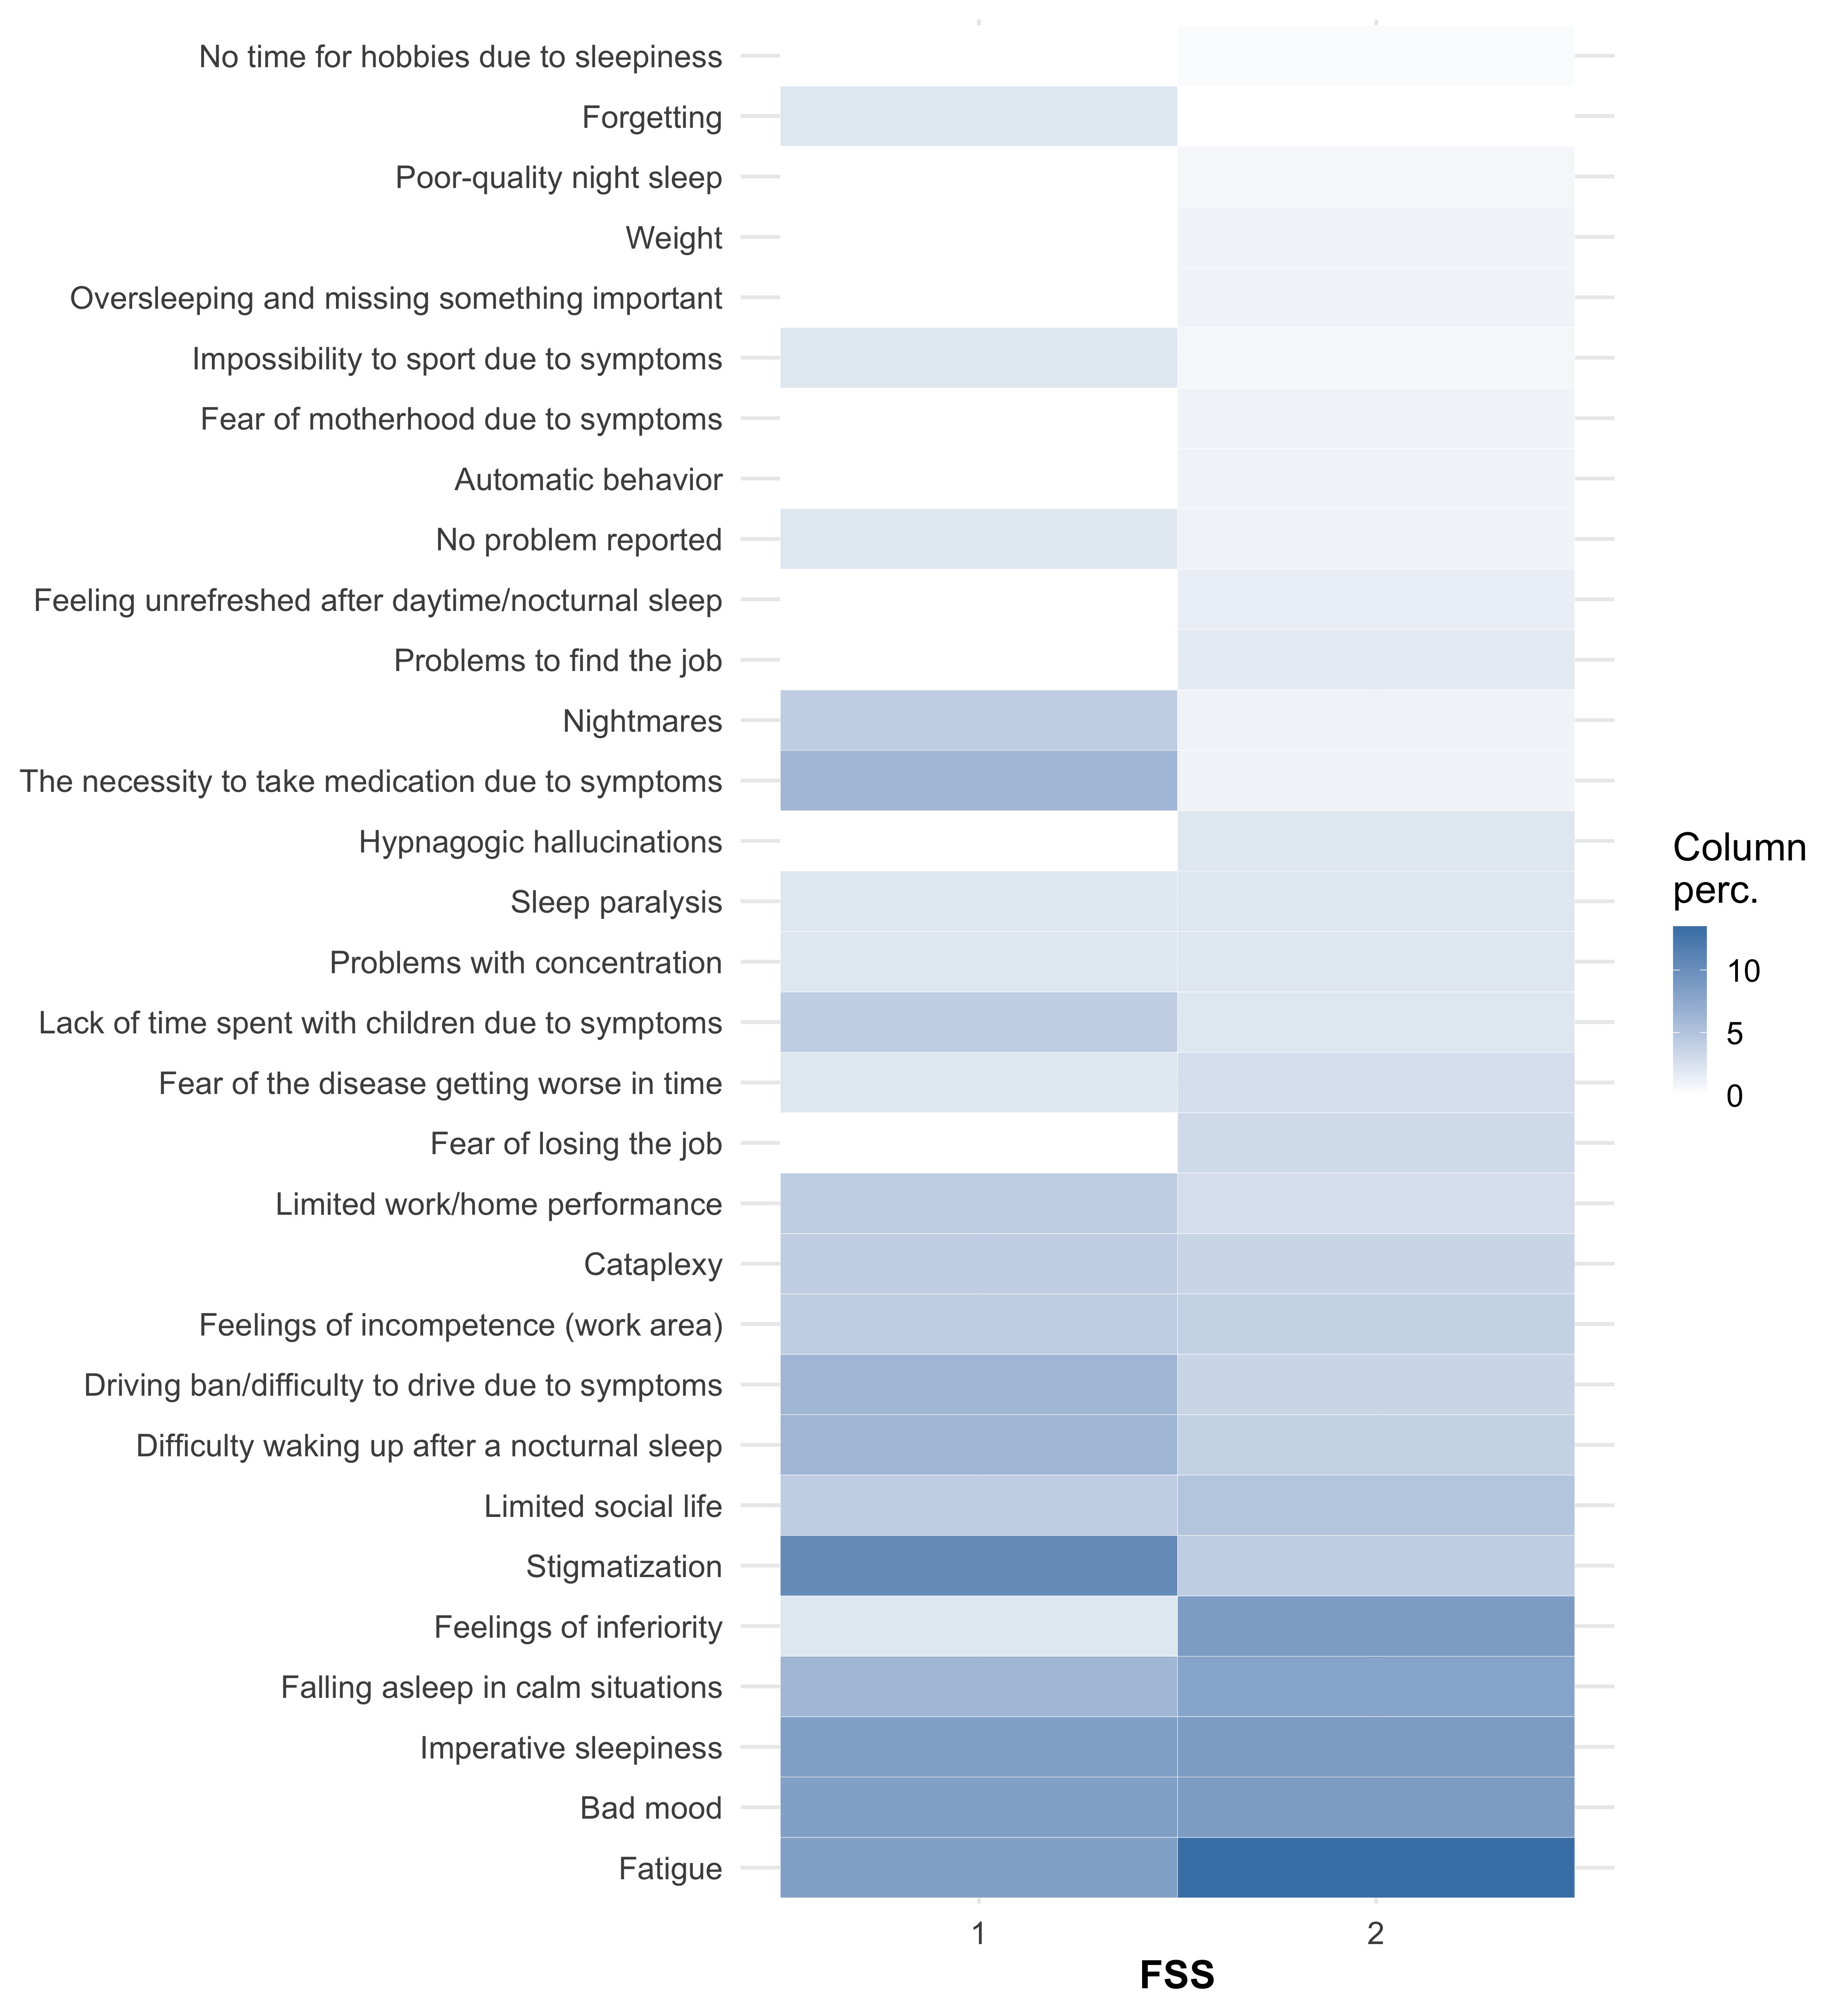 No time for hobbies due to sleepiness
Forgetting
Poor-quality night sleep
Weight
Oversleeping and missing something important
Impossibility to sport due to symptoms
Fear of motherhood due to symptoms
Automatic behavior
No problem reported
Feeling unrefreshed after daytime/nocturnal sleep
Problems to find the job
Nightmares
The necessity to take medication due to symptoms
Hypnagogic hallucinations
Sleep paralysis
Problems with concentration
Lack of time spent with children due to symptoms
Fear of the disease getting worse in time
Fear of losing the job
Limited work/home performance
Cataplexy
Feelings of incompetence (work area)
Driving ban/difficulty to drive due to symptoms
Difficulty waking up after a nocturnal sleep
Limited social life
Stigmatization
Feelings of inferiority
Falling asleep in calm situations
Imperative sleepiness
Bad mood
Fatigue
1 2
FSS
Column
perc.
10
5
0